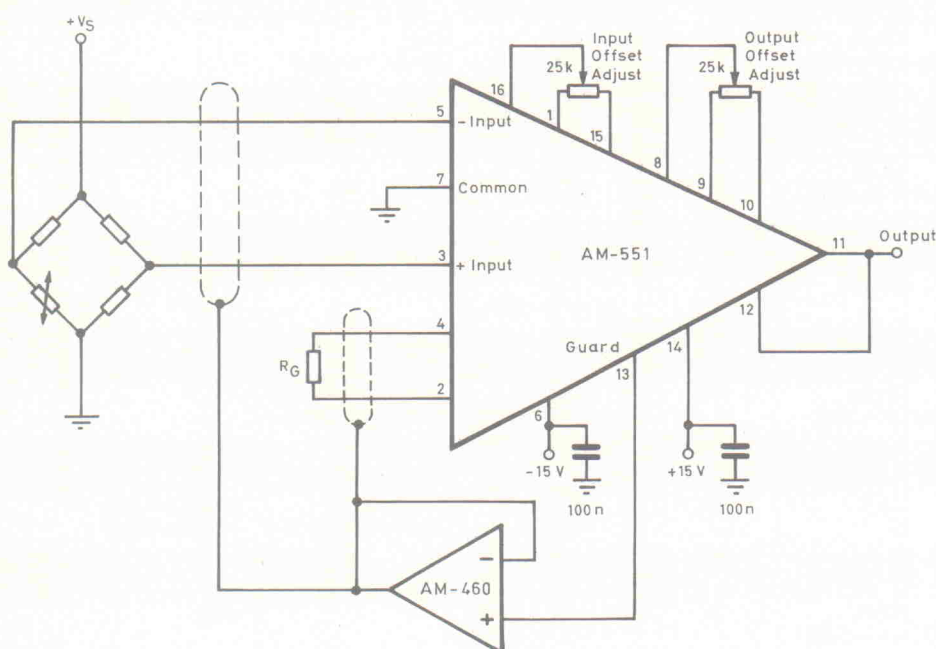 +VS
Input
Offset
Adjust
25k
Output
Offset
Adjust
25k
16
1
15
8
9
10
5
- Input
7
Common
3
+ Input
AM-551
11
Output
12
4
RG
2
Guard
13
14
6
-15 V
100n
+15V
100n
AM-460
-
+